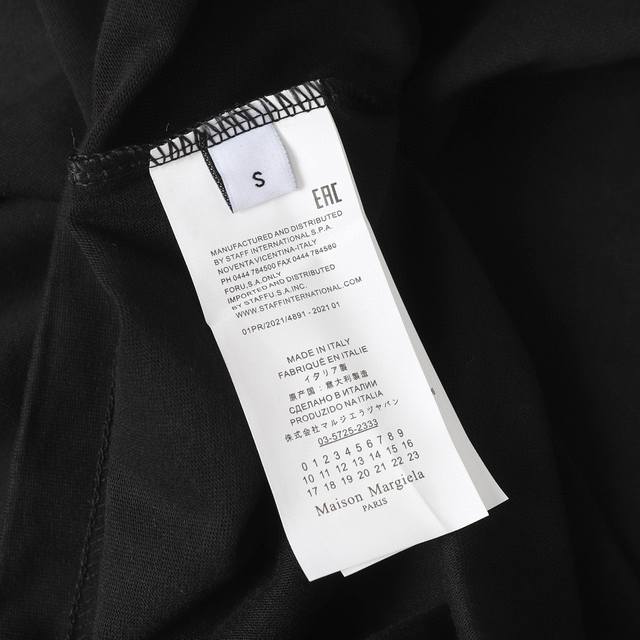 S
EAC
MANUFACTURED AND DISTRIBUTED
BY STAFF INTERNATIONAL S.P.A.
NOVENTA VICENTINA-ITALY
PH 0444 784500 FAX 0444 784580
FORU,S.A.ONLY
IMPORTED AND DISTRIBUTED
BY STAFFU.S.A.INC.
WWW.STAFFINTERNATIONAL.COM
01PR/2021/4891 - 2021 01
MADE IN ITALY
FABRIQUÉ EN ITALIE
イタリア製
原产国：意大利製造
СДЕЛАНО В ИТАЛИИ
PRODUZIDO NA ITALIA
株式会社マルジエラジャパン
03-5725-2333
0 1 2 3 4 5 6 7 8 9
10 11 12 13 14 15 16
17 18 19 20 21 22 23
Maison Margiela
PARIS